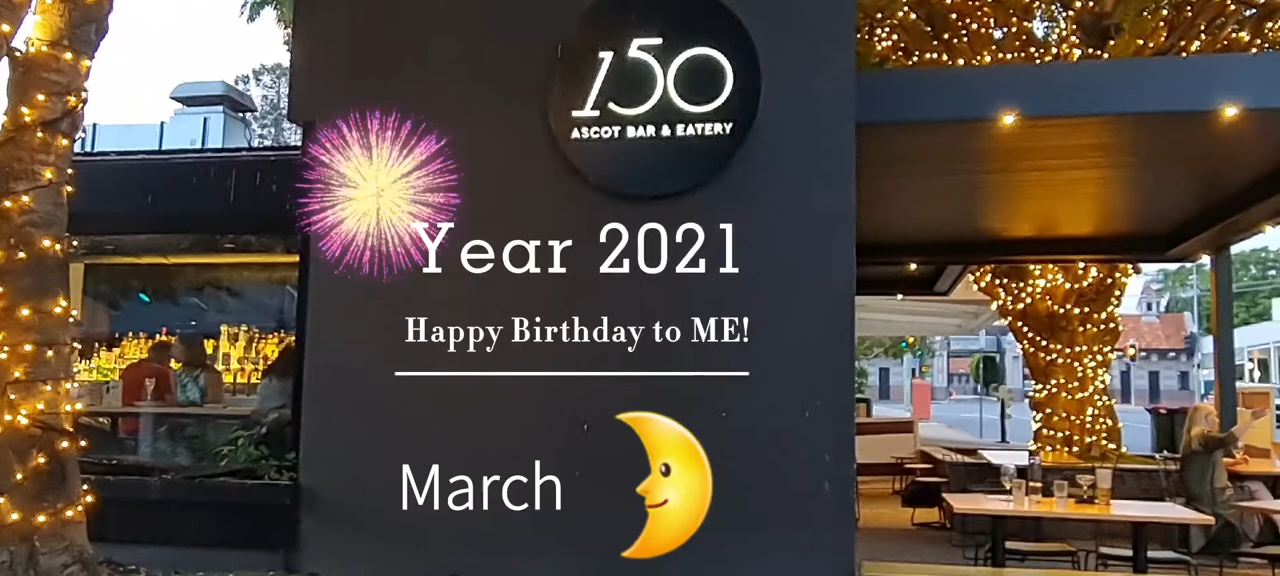 150
ASCOT BAR & EATERY
Year 2021
Happy Birthday to ME!
March